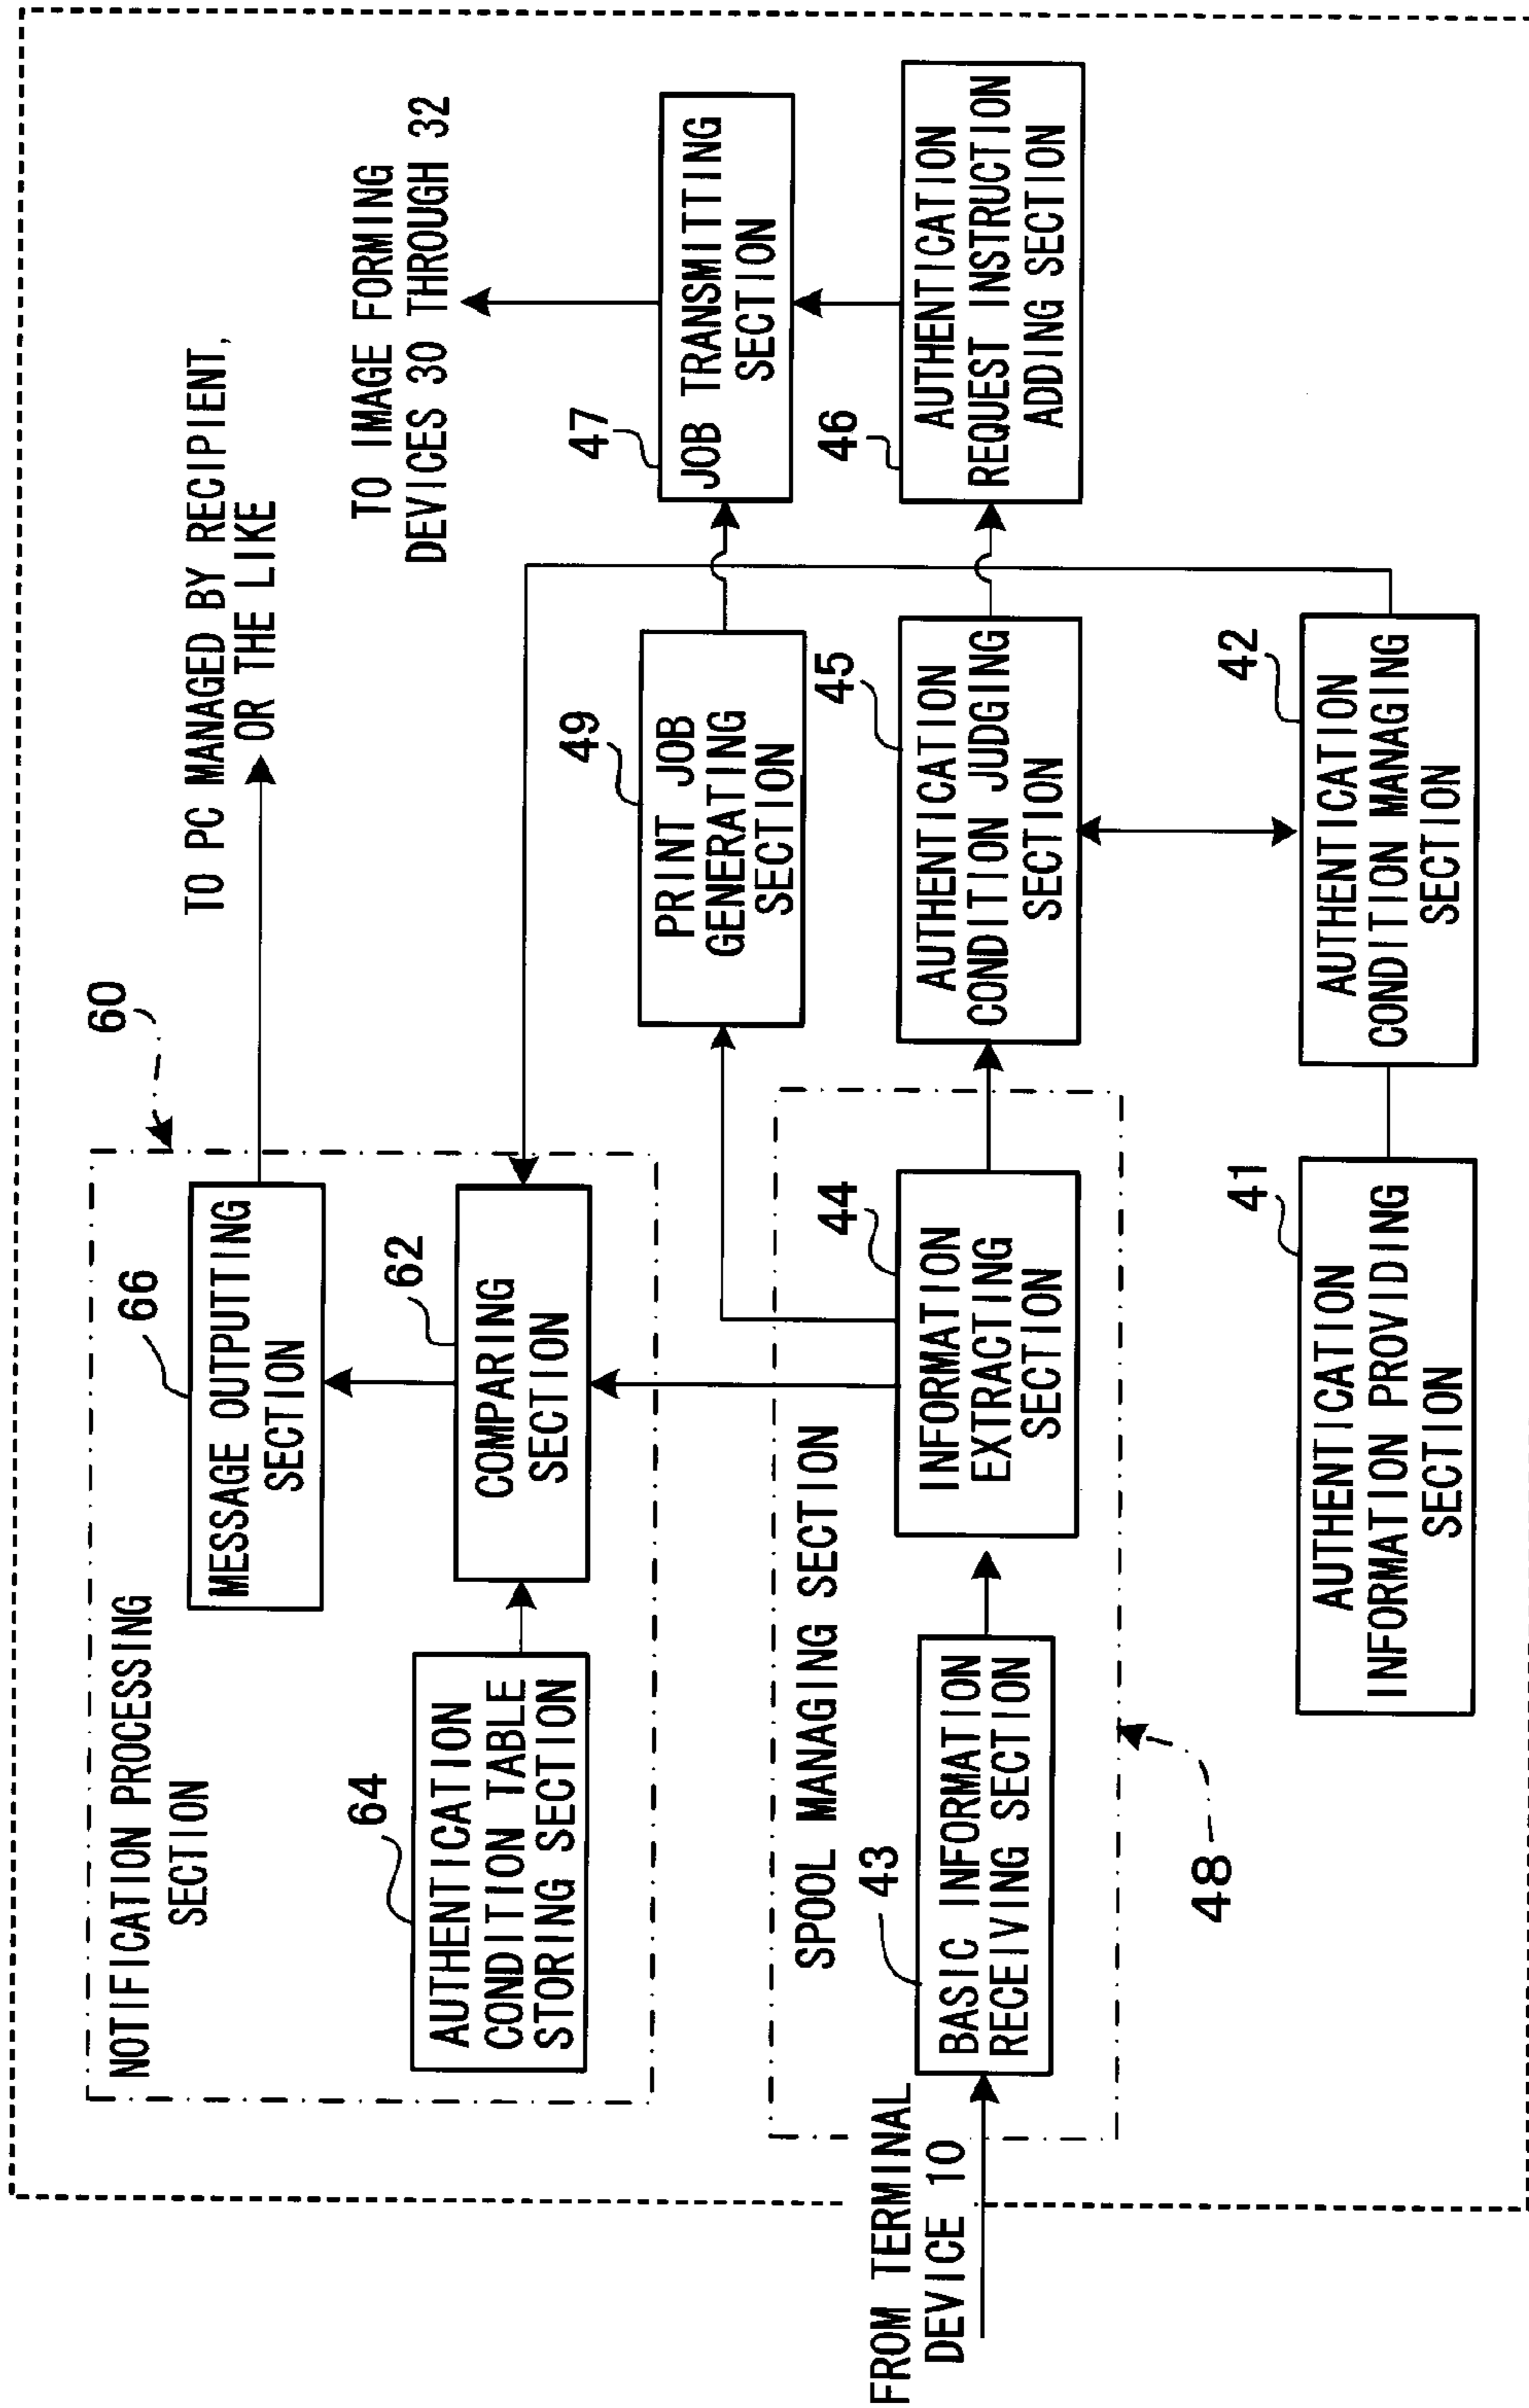 NOTIFICATION PROCESSING
SECTION
60
66
MESSAGE OUTPUTING
SECTION
TO PC MANAGED BY RECIPIENT,
OR THE LIKE
64
AUTHENTICATION
CONDITION TABLE
STORING SECTION
62
COMPARING
SECTION
TO IMAGE FORMING
DEVICES 30 THROUGH 32
49
PRINT JOB
GENERATING
SECTION
47
JOB TRANSMITTING
SECTION
SPOOL MANAGING SECTION
FROM TERMINAL
DEVICE 10
43
BASIC INFORMATION
RECEIVING SECTION
44
INFORMATION
EXTRACTING
SECTION
45
AUTHENTICATION
CONDITION JUDGING
SECTION
46
AUTHENTICATION
REQUEST INSTRUCTION
ADDING SECTION
48
41
AUTHENTICATION
INFORMATION PROVIDING
SECTION
42
AUTHENTICATION
CONDITION MANAGING
SECTION